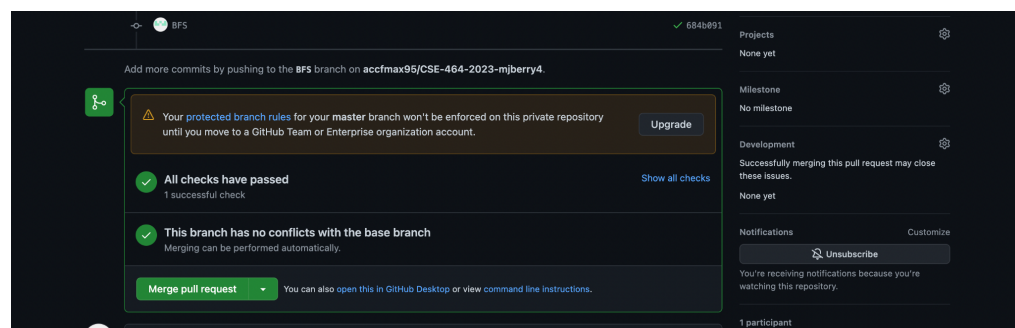 BFS
684b091
Add more commits by pushing to the BFS branch on accfmax95/CSE-464-2023-mjberry4.
Your protected branch rules for your master branch won't be enforced on this private repository
until you move to a GitHub Team or Enterprise organization account.
Upgrade
All checks have passed
1 successful check
Show all checks
This branch has no conflicts with the base branch
Merging can be performed automatically.
Merge pull request
You can also open this in GitHub Desktop or view command line instructions.
Projects
None yet
Milestone
No milestone
Development
Successfully merging this pull request may close
these issues.
None yet
Notifications
Customize
Unsubscribe
You're receiving notifications because you're
watching this repository.
1 participant